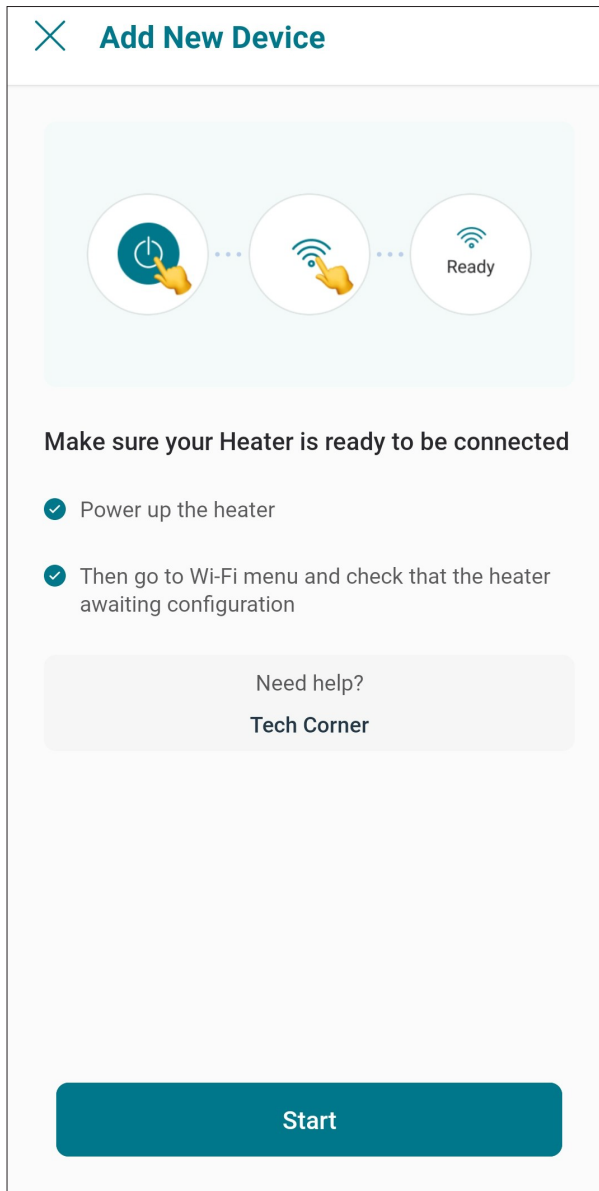 Add New Device
Ready
Make sure your Heater is ready to be connected
Power up the heater
Then go to Wi-Fi menu and check that the heater
awaiting configuration
Need help?
Tech Corner
Start